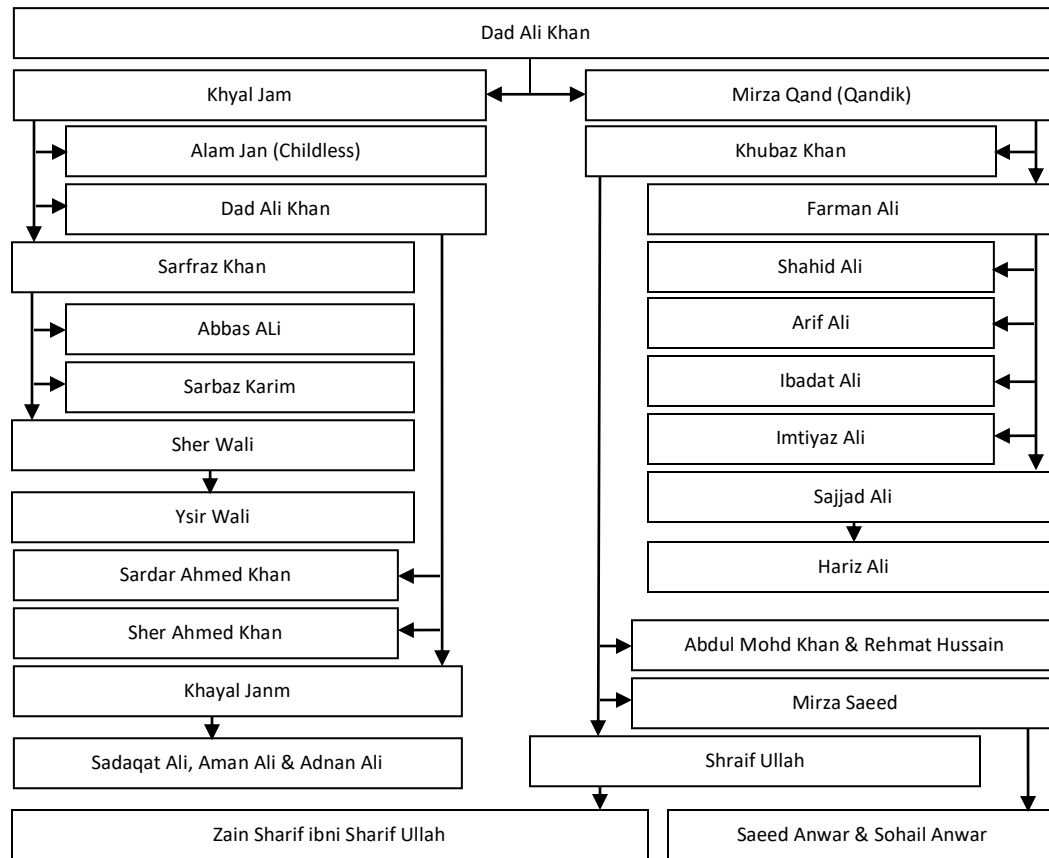 Dad Ali Khan
Khyal Jam
Mirza Qand (Qandik)
Alam Jan (Childless)
Khubaz Khan
Dad Ali Khan
Farman Ali
Sarfraz Khan
Shahid Ali
Abbas ALi
Arif Ali
Sarbaz Karim
Ibadat Ali
Sher Wali
Imtiyaz Ali
Ysir Wali
Sajjad Ali
Sardar Ahmed Khan
Hariz Ali
Sher Ahmed Khan
Abdul Mohd Khan & Rehmat Hussain
Khayal Janm
Mirza Saeed
Sadaqat Ali, Aman Ali & Adnan Ali
Shraif Ullah
Zain Sharif ibni Sharif Ullah
Saeed Anwar & Sohail Anwar